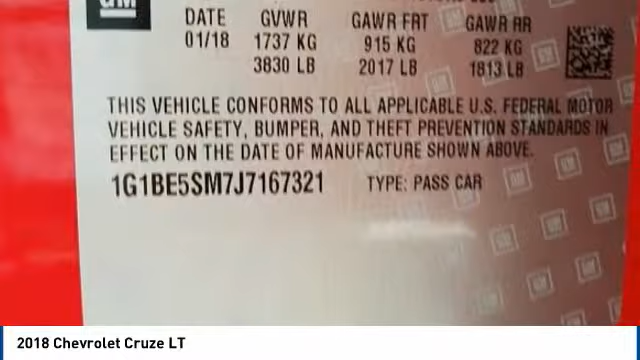 GM
DATE GVWR GAWR FRT GAWR RR
01/18 1737 KG 915 KG 822 KG
3830 LB 2017 LB 1813 LB
THIS VEHICLE CONFORMS TO ALL APPLICABLE U.S. FEDERAL MOTOR
VEHICLE SAFETY, BUMPER, AND THEFT PREVENTION STANDARDS IN
EFFECT ON THE DATE OF MANUFACTURE SHOWN ABOVE.
1G1BE5SM7J7167321 TYPE: PASS CAR
2018 Chevrolet Cruze LT